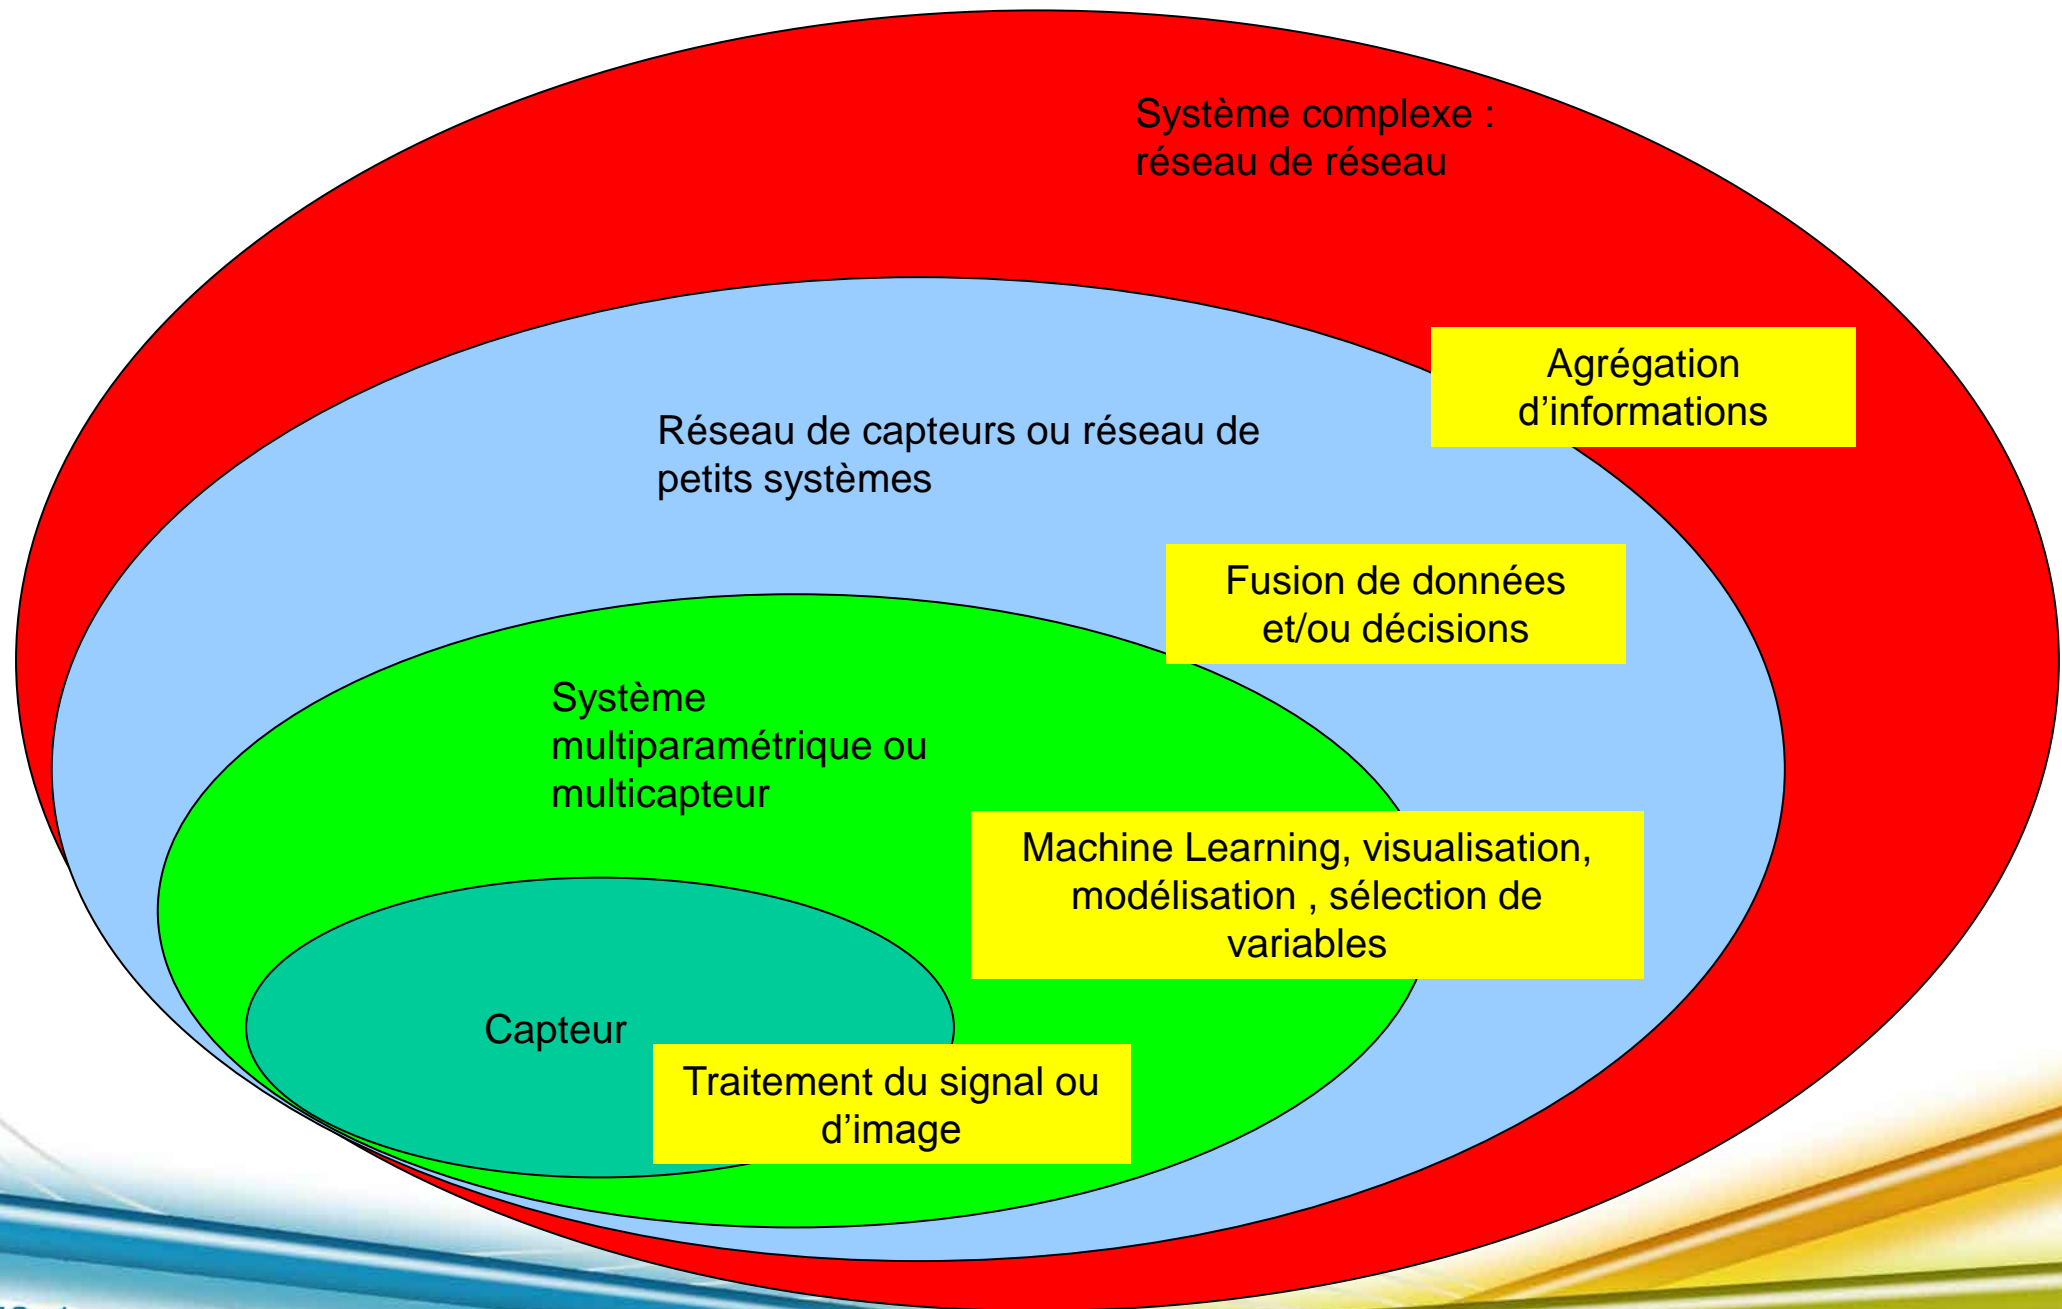 Système complexe :
réseau de réseau
Agrégation
d’informations
Réseau de capteurs ou réseau de
petits systèmes
Fusion de données
et/ou décisions
Système
multiparamétrique ou
multicapteur
Machine Learning, visualisation,
modélisation , sélection de
variables
Capteur
Traitement du signal ou
d’image